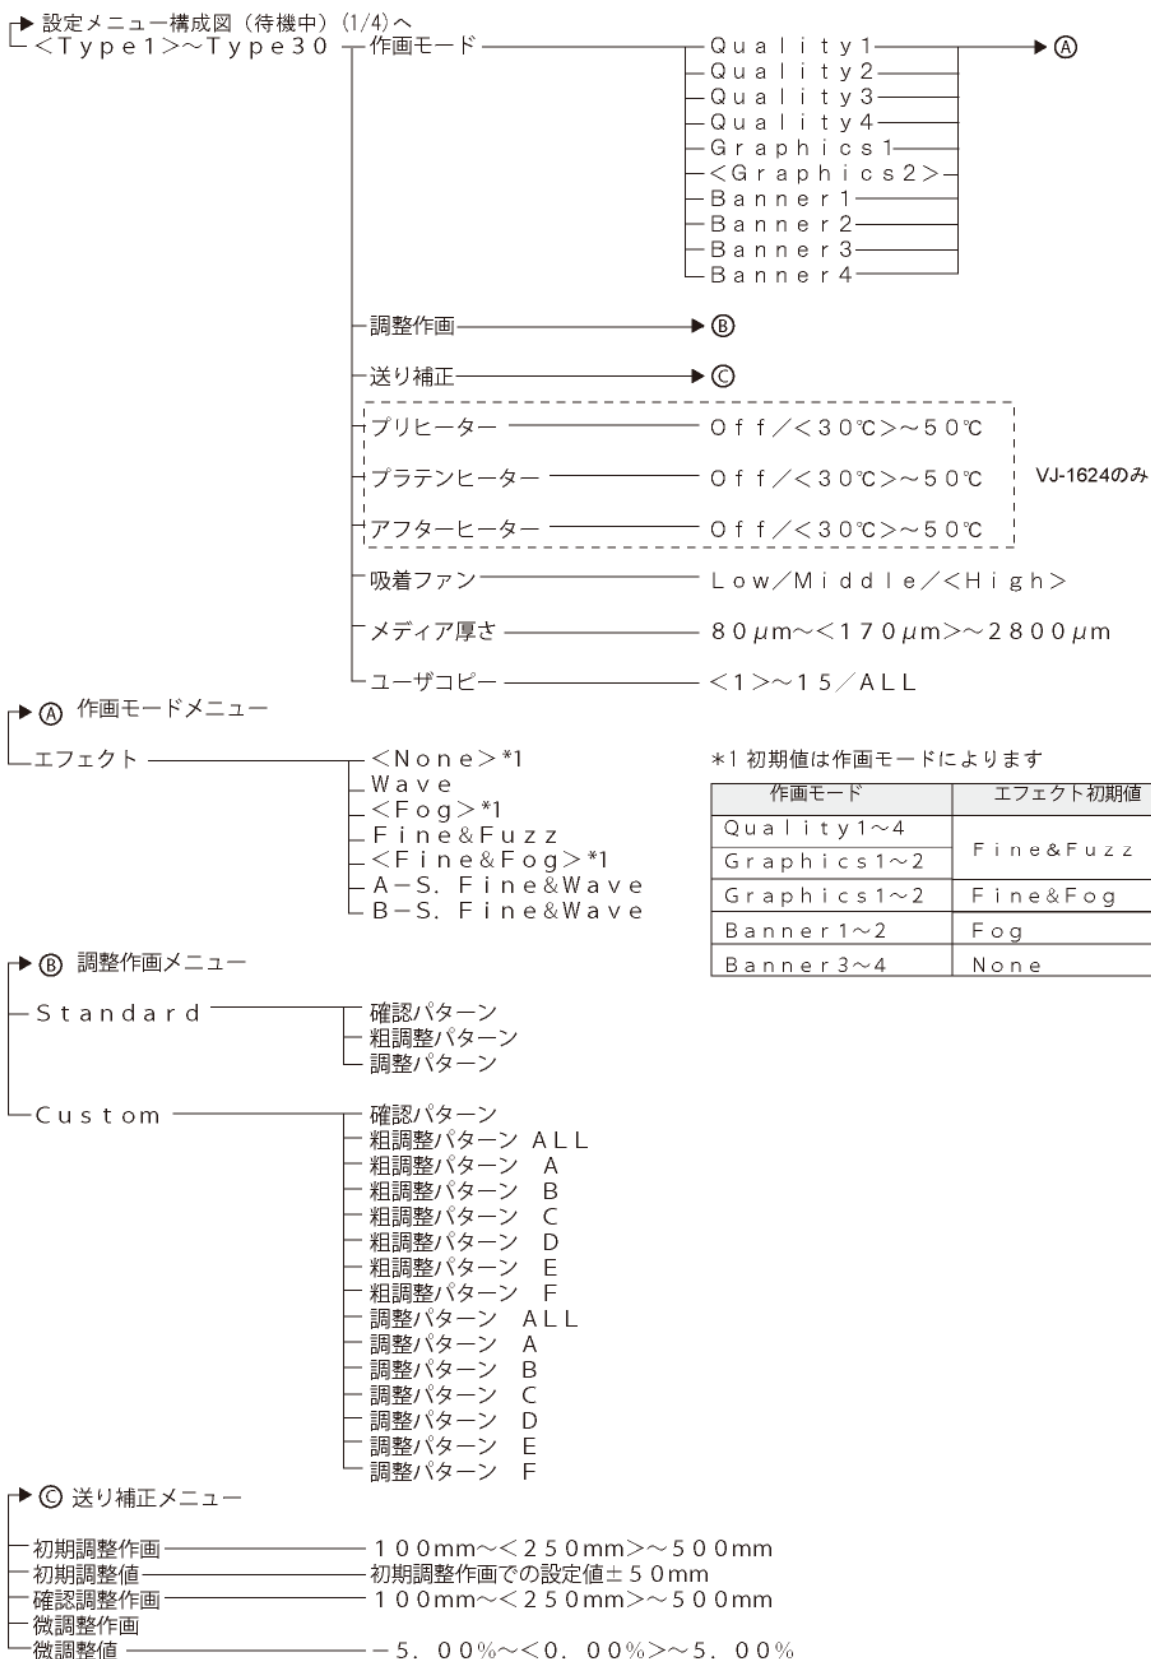 設定メニュー構成図（待機中）(1/4)へ
<Type1>～Type30
作画モード
Quality1
Ⓐ
Quality2
Quality3
Quality4
Graphics1
<Graphics2>
Banner1
Banner2
Banner3
Banner4
調整作画
Ⓑ
送り補正
Ⓒ
プリヒーター
Off／<30℃>～50℃
プラテンヒーター
Off／<30℃>～50℃
VJ-1624のみ
アフターヒーター
Off／<30℃>～50℃
吸着ファン
Low／Middle／<High>
メディア厚さ
80μm～<170μm>～2800μm
ユーザコピー
<1>～15／ALL
Ⓐ 作画モードメニュー
エフェクト
<None>*1
Wave
<Fog>*1
Fine&Fuzz
<Fine&Fog>*1
A－S．Fine&Wave
B－S．Fine&Wave
*1 初期値は作画モードによります
作画モード
エフェクト初期値
Quality1～4
Fine&Fuzz
Graphics1～2
Graphics1～2
Fine&Fog
Banner1～2
Fog
Banner3～4
None
Ⓑ 調整作画メニュー
Standard
確認パターン
粗調整パターン
調整パターン
Custom
確認パターン
粗調整パターン ALL
粗調整パターン A
粗調整パターン B
粗調整パターン C
粗調整パターン D
粗調整パターン E
粗調整パターン F
調整パターン ALL
調整パターン A
調整パターン B
調整パターン C
調整パターン D
調整パターン E
調整パターン F
Ⓒ 送り補正メニュー
初期調整作画
100mm～<250mm>～500mm
初期調整値
初期調整作画での設定値±50mm
確認調整作画
100mm～<250mm>～500mm
微調整作画
微調整値
－5．00％～<0．00％>～5．00％